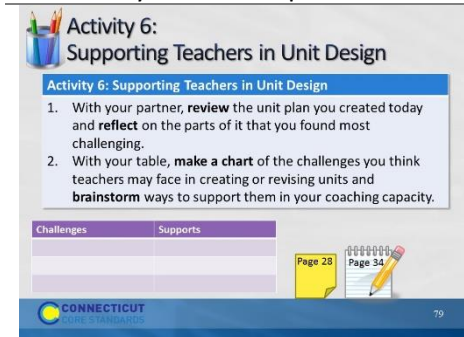 Activity 6:
Supporting Teachers in Unit Design
Activity 6: Supporting Teachers in Unit Design
1. With your partner, review the unit plan you created today
and reflect on the parts of it that you found most
challenging.
2. With your table, make a chart of the challenges you think
teachers may face in creating or revising units and
brainstorm ways to support them in your coaching capacity.
Challenges Supports
Page 28 Page 34
CONNECTICUT
CORE STANDARDS
79